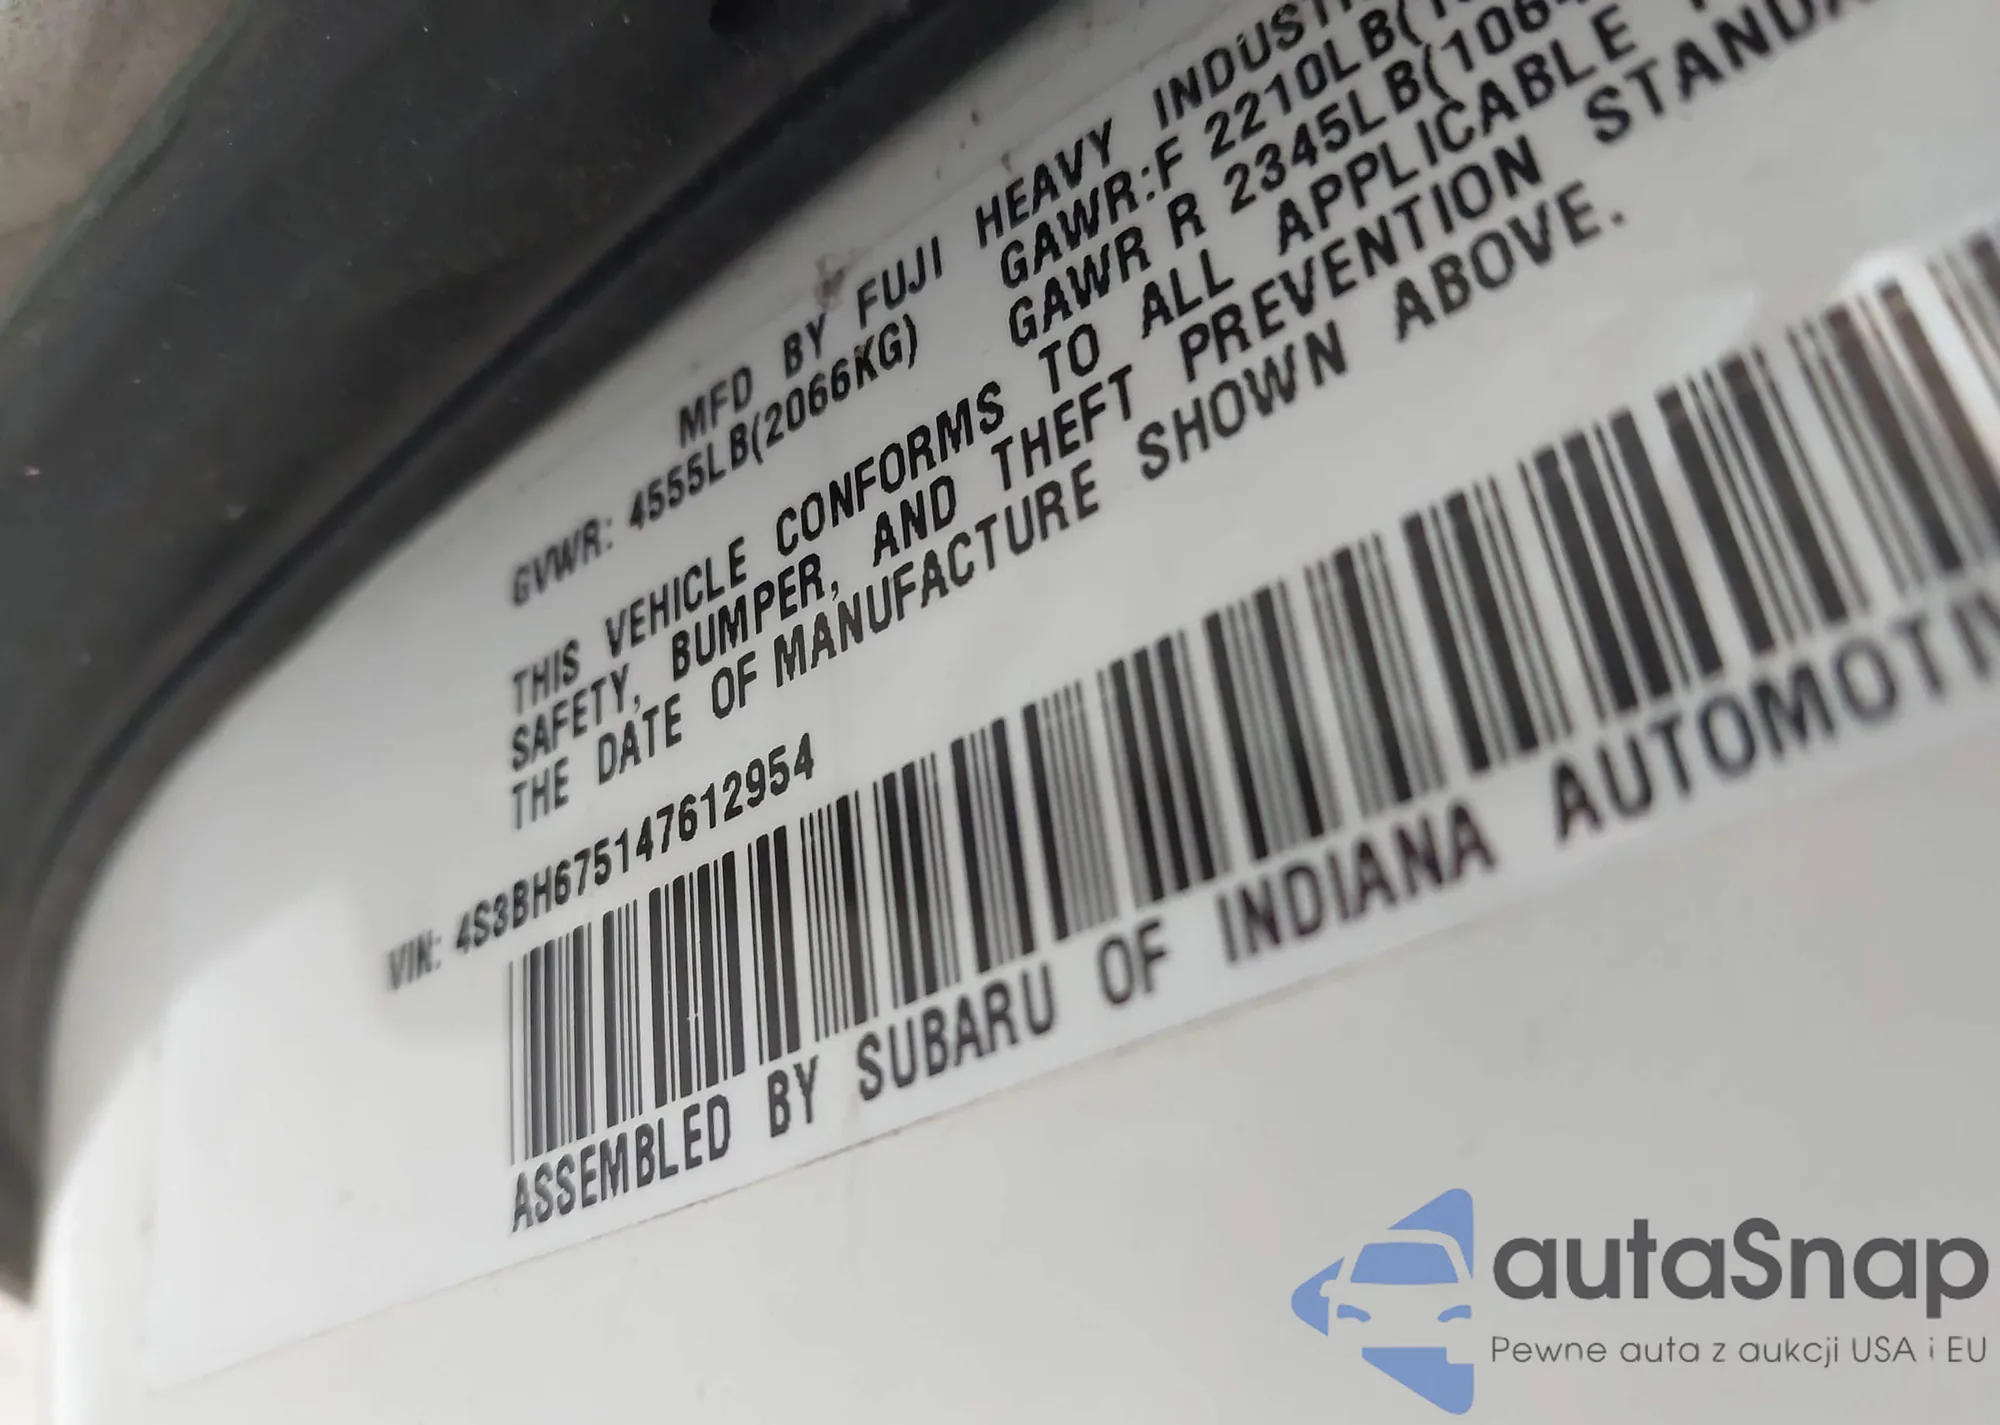 MFD BY FUJI HEAVY
GVWR: 4555LB(2066KG) GAWR:F 2210LB
GAWR R 2345LB(1064
THIS VEHICLE CONFORMS TO ALL APPLICABLE
SAFETY, BUMPER, AND THEFT PREVENTION
THE DATE OF MANUFACTURE SHOWN ABOVE.
VIN: 4S3BH675147612954
ASSEMBLED BY SUBARU OF INDIANA
autaSnap
Pewne auta z aukcji USA i EU